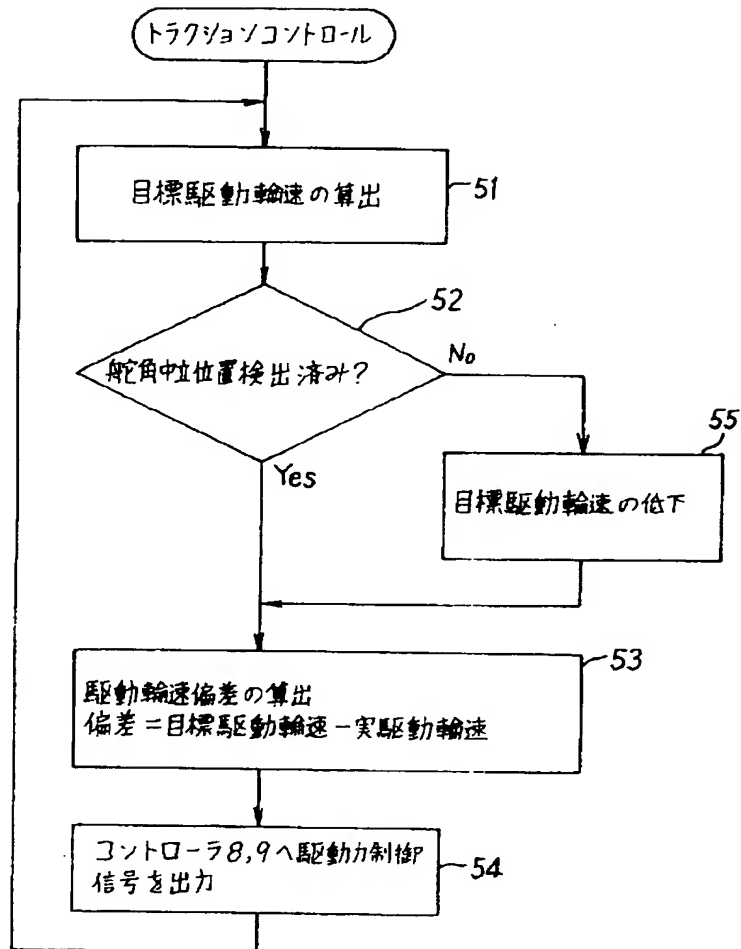 トラクションコントロール
目標駆動輪速の算出
51
52
舵角中立位置検出済み?
No
Yes
55
目標駆動輪速の低下
53
駆動輪速偏差の算出
偏差=目標駆動輪速-実駆動輪速
コントローラ8,9へ駆動力制御
信号を出力
54